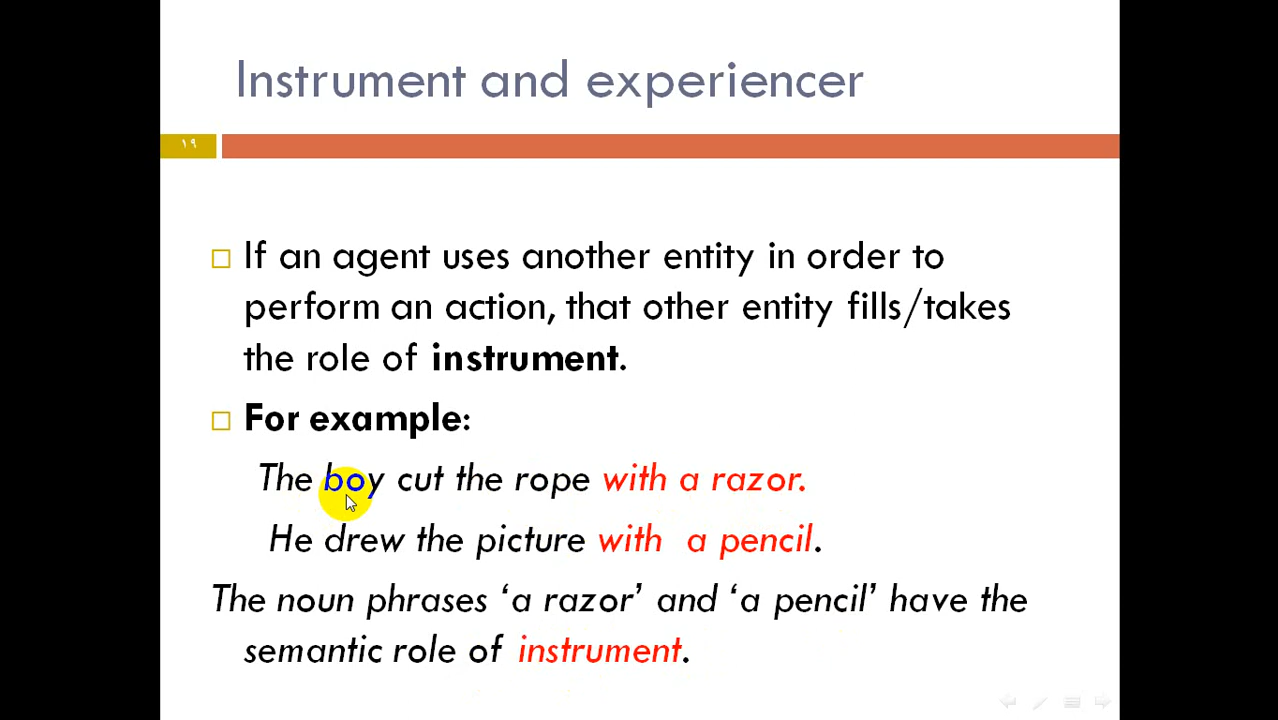 Instrument and experiencer
١٩
If an agent uses another entity in order to
perform an action, that other entity fills/takes
the role of instrument.
For example:
The boy cut the rope with a razor.
He drew the picture with a pencil.
The noun phrases ‘a razor’ and ‘a pencil’ have the
semantic role of instrument.